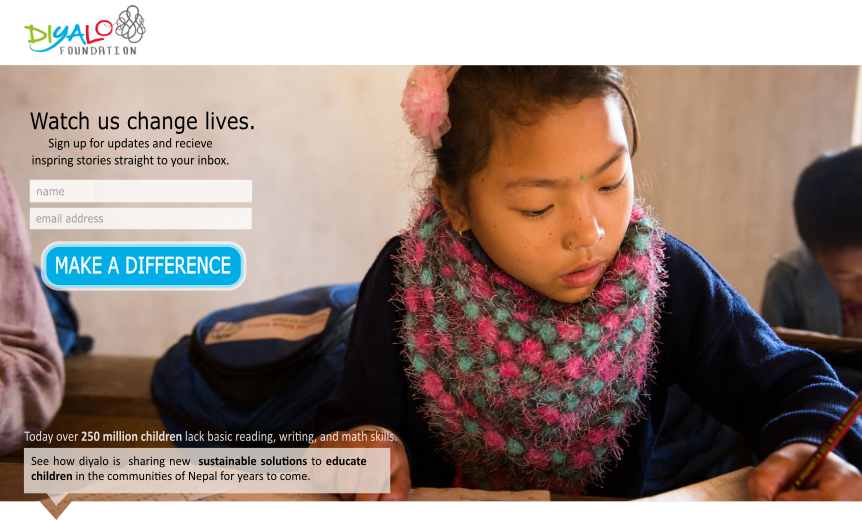 DIYALO
FOUNDATION
Watch us change lives.
Sign up for updates and recieve
inspring stories straight to your inbox.
name
email address
MAKE A DIFFERENCE
Today over 250 million children lack basic reading, writing, and math skills.
See how diyalo is sharing new sustainable solutions to educate
children in the communities of Nepal for years to come.